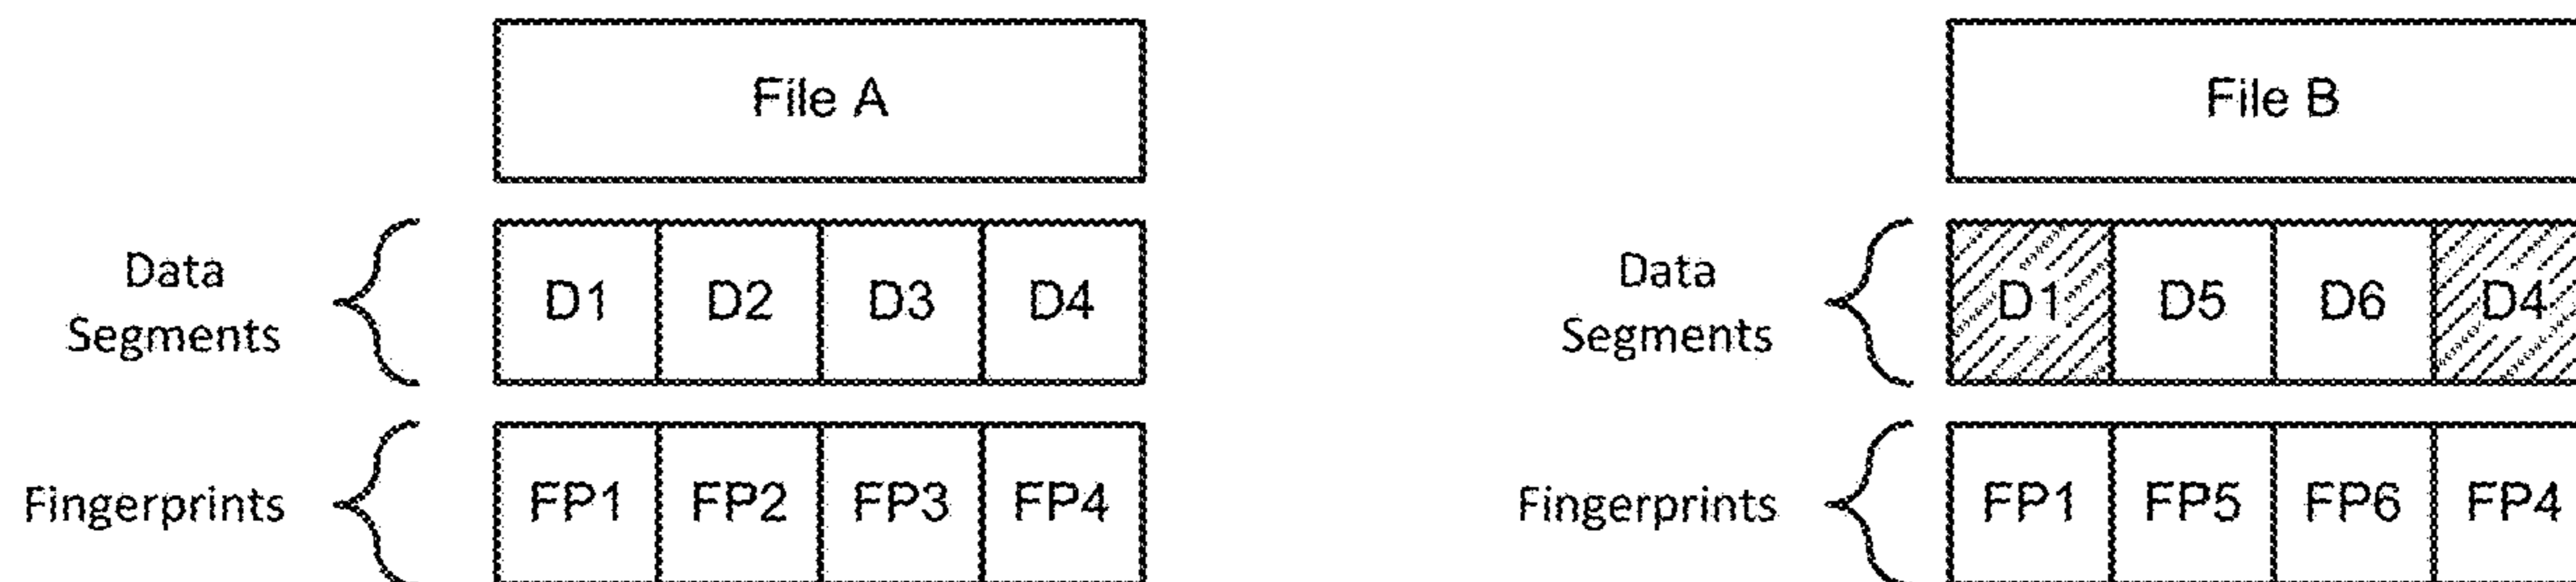 File A
File B
Data
Segments
D1 D2 D3 D4
Data
Segments
D1 D5 D6 D4
Fingerprints
FP1 FP2 FP3 FP4
Fingerprints
FP1 FP5 FP6 FP4